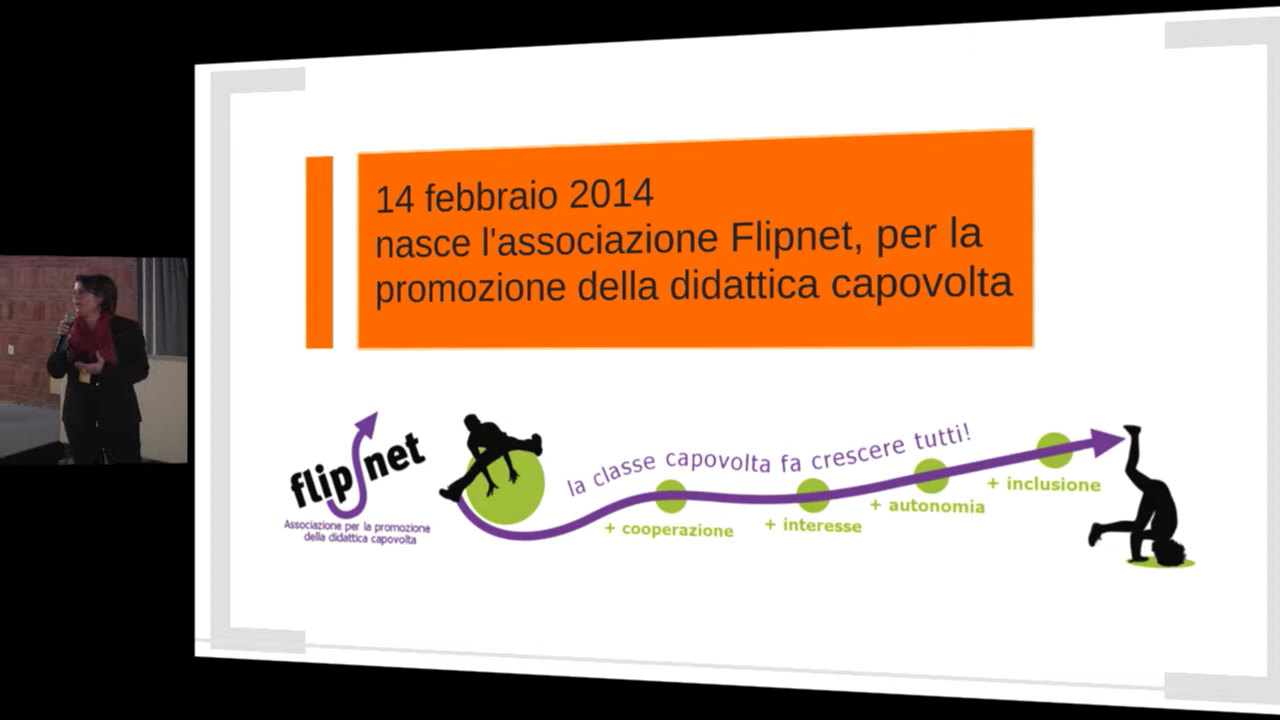 14 febbraio 2014
nasce l'associazione Flipnet, per la
promozione della didattica capovolta
flipnet
Associazione per la promozione
della didattica capovolta
la classe capovolta fa crescere tutti!
+ cooperazione
+ interesse
+ autonomia
+ inclusione